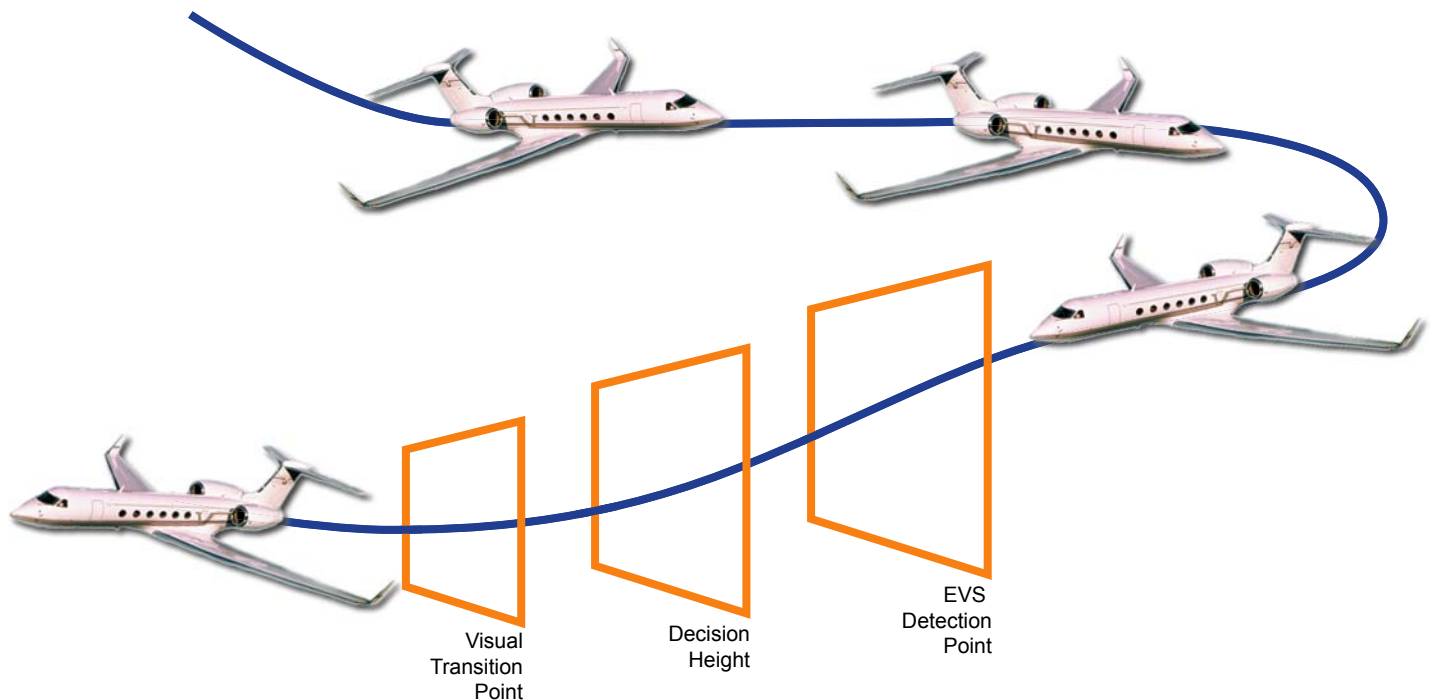 EVS
Detection
Point
Decision
Height
Visual
Transition
Point